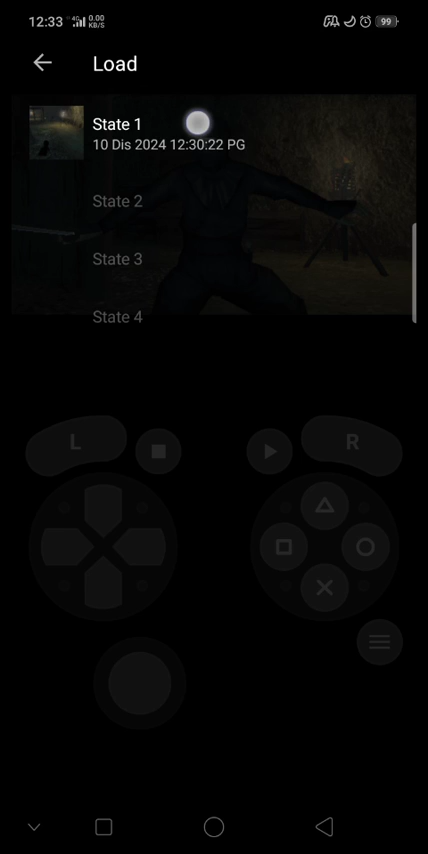 12:33 4G 0.00 KB/S 99
Load
State 1
10 Dis 2024 12:30:22 PG
State 2
State 3
State 4
L
R